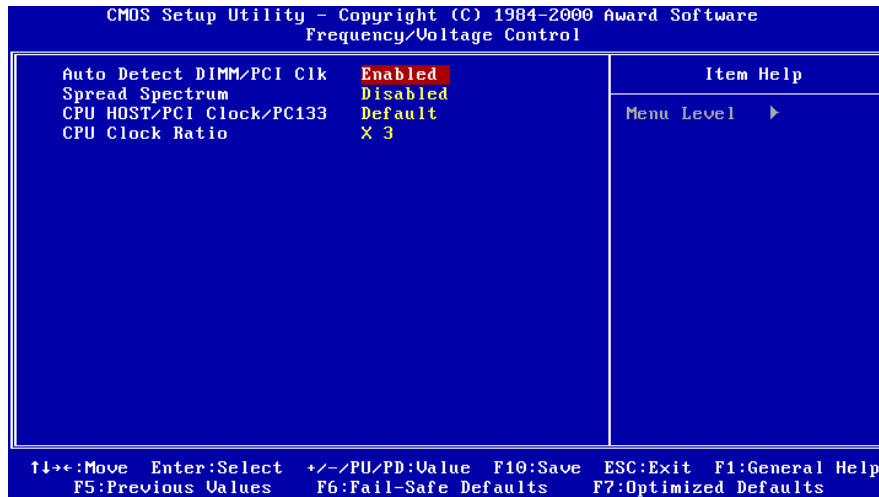 CMOS Setup Utility – Copyright (C) 1984-2000 Award Software
Frequency/Voltage Control
Auto Detect DIMM/PCI Clk Enabled
Spread Spectrum Disabled
CPU HOST/PCI Clock/PC133 Default
CPU Clock Ratio X 3
Item Help
Menu Level ▶
↑↓→←:Move Enter:Select +/-/PU/PD:Value F10:Save ESC:Exit F1:General Help
F5:Previous Values F6:Fail-Safe Defaults F7:Optimized Defaults